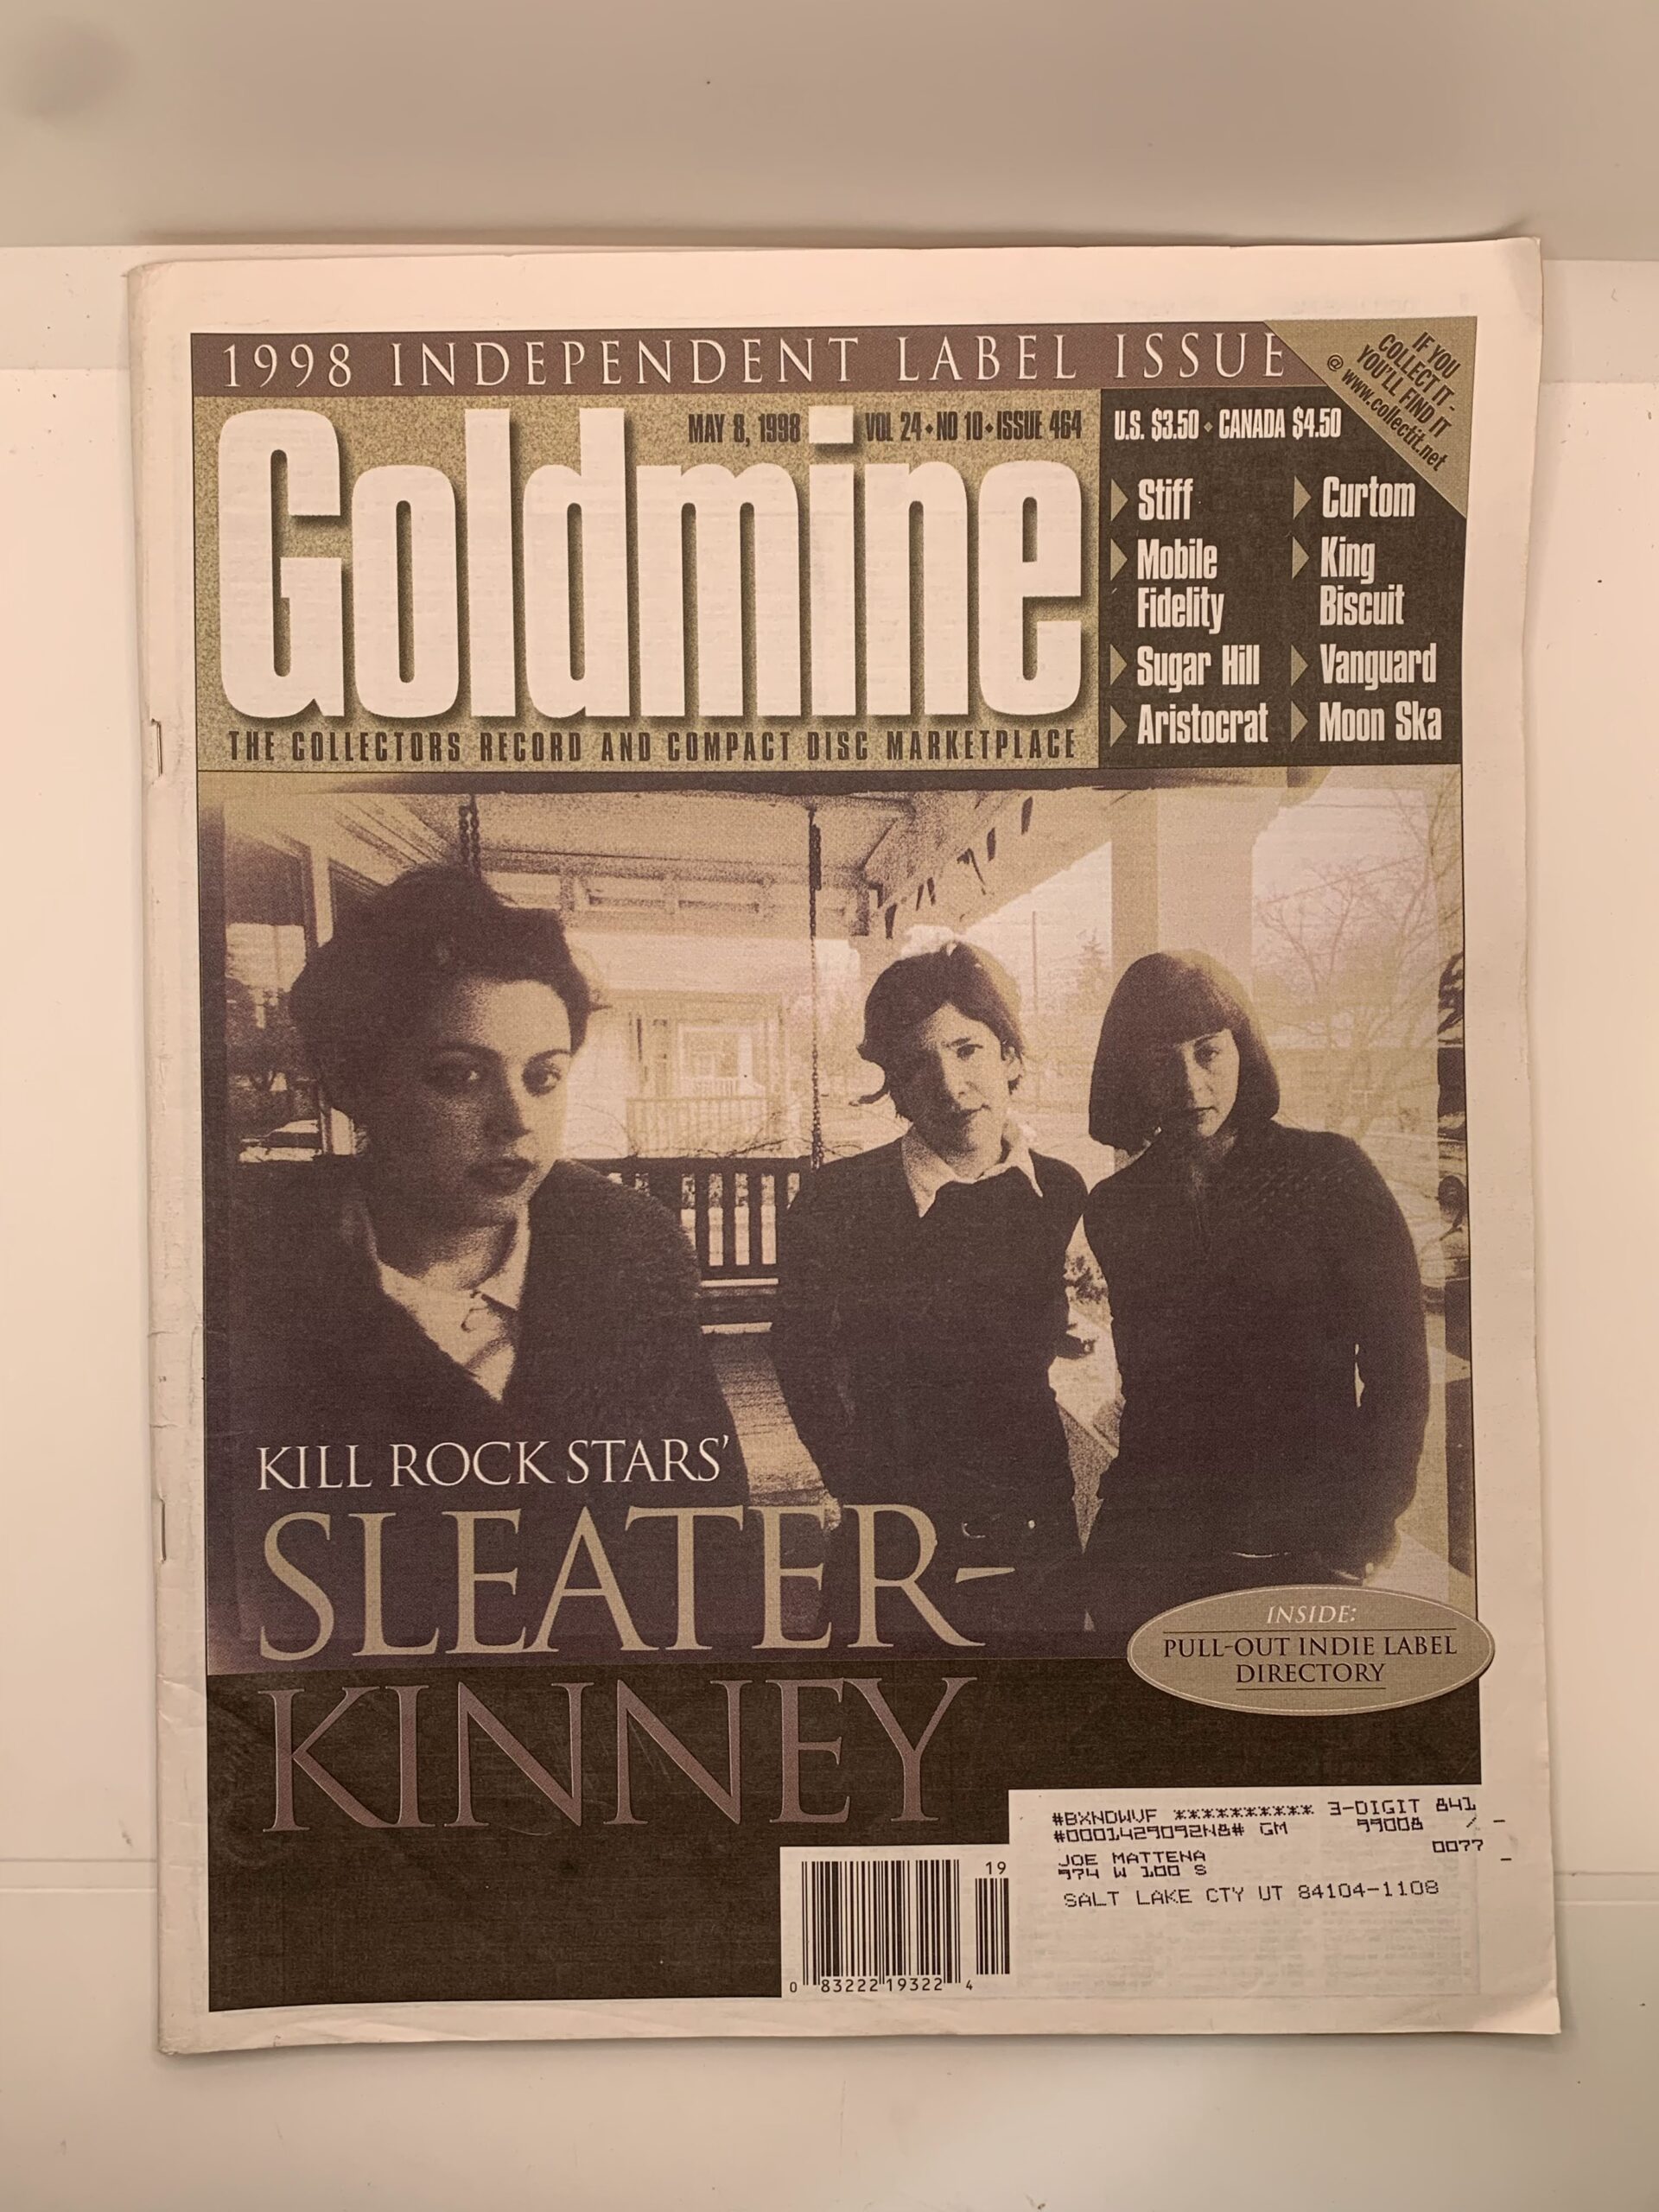 1998 INDEPENDENT LABEL ISSUE
IF YOU
COLLECT IT -
YOU'LL FIND IT
@ www.collectit.net
MAY 8, 1998 VOL 24 • NO 10 • ISSUE 464
U.S. $3.50 • CANADA $4.50
Goldmine
THE COLLECTORS RECORD AND COMPACT DISC MARKETPLACE
Stiff
Mobile
Fidelity
Sugar Hill
Aristocrat
Curtom
King
Biscuit
Vanguard
Moon Ska
KILL ROCK STARS'
SLEATER-
KINNEY
INSIDE:
PULL-OUT INDIE LABEL
DIRECTORY
#BXNDWVF ********** 3-DIGIT 841
#0001429092N8# GM 99008
0077
JOE MATTENA
974 W 100 S
SALT LAKE CTY UT 84104-1108
19
0 83222 19322 4